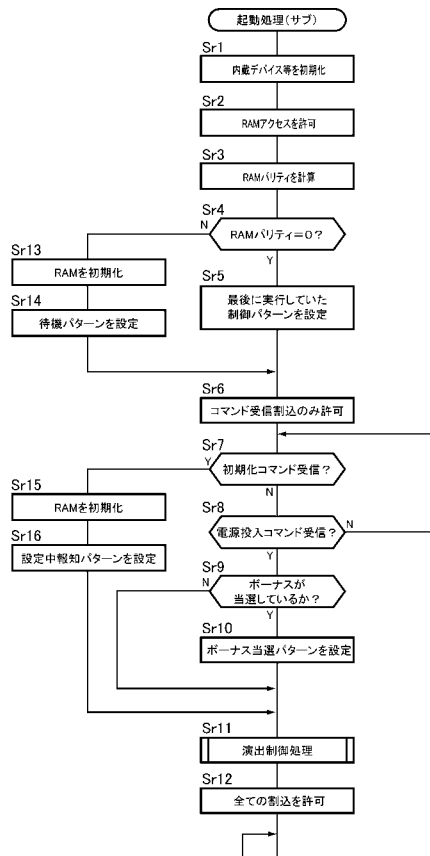 起動処理(サブ)
Sr1
内蔵デバイス等を初期化
Sr2
RAMアクセスを許可
Sr3
RAMパリティを計算
Sr4
RAMパリティ=0?
N
Y
Sr13
RAMを初期化
Sr14
待機パターンを設定
Sr5
最後に実行していた
制御パターンを設定
Sr6
コマンド受信割込のみ許可
Sr7
初期化コマンド受信?
Y
N
Sr15
RAMを初期化
Sr16
設定中報知パターンを設定
Sr8
電源投入コマンド受信?
N
Y
Sr9
ボーナスが
当選しているか?
N
Y
Sr10
ボーナス当選パターンを設定
Sr11
演出制御処理
Sr12
全ての割込を許可